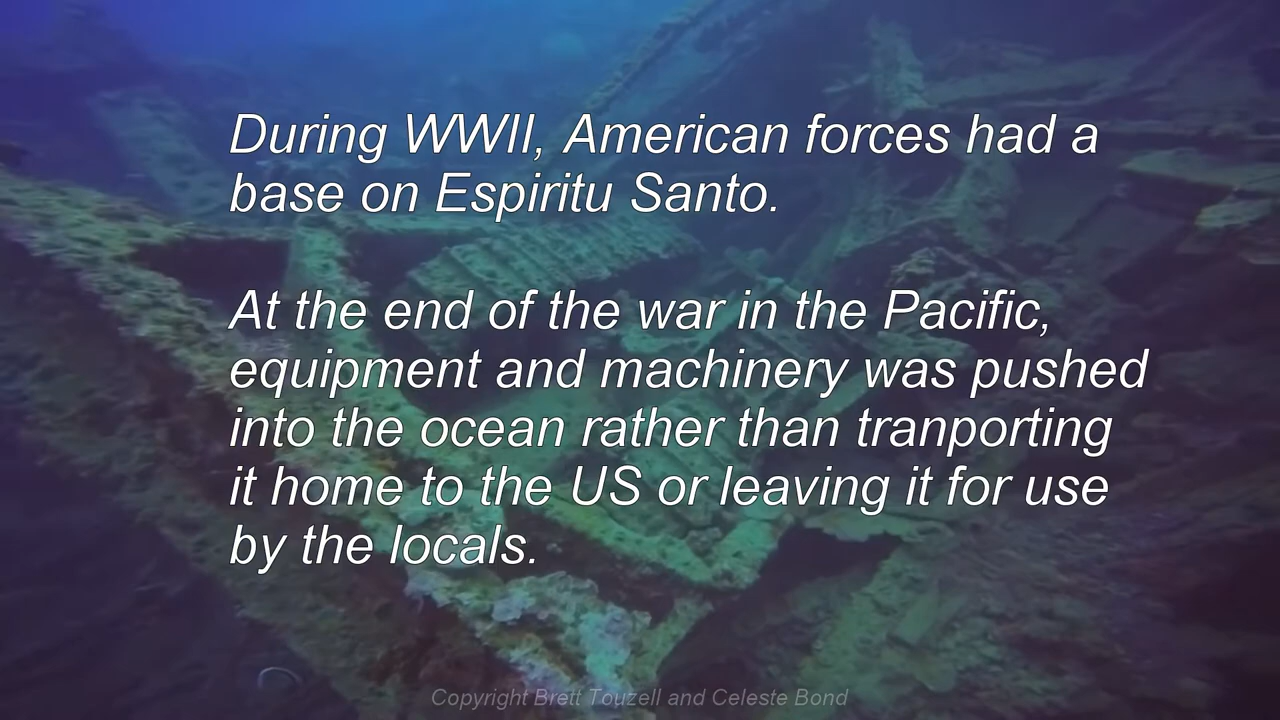 During WWII, American forces had a
base on Espiritu Santo.
At the end of the war in the Pacific,
equipment and machinery was pushed
into the ocean rather than tranporting
it home to the US or leaving it for use
by the locals.
Copyright Brett Touzell and Celeste Bond